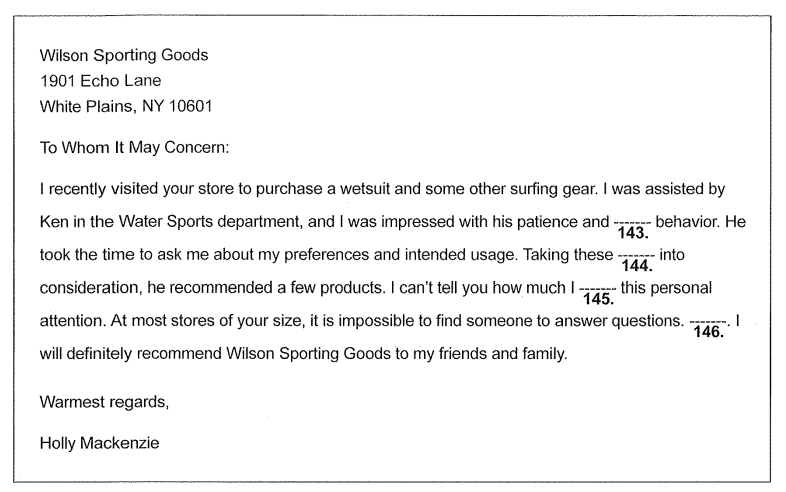 Wilson Sporting Goods
1901 Echo Lane
White Plains, NY 10601
To Whom It May Concern:
I recently visited your store to purchase a wetsuit and some other surfing gear. I was assisted by
Ken in the Water Sports department, and I was impressed with his patience and ------- behavior. He
143.
took the time to ask me about my preferences and intended usage. Taking these ------- into
144.
consideration, he recommended a few products. I can't tell you how much I ------- this personal
145.
attention. At most stores of your size, it is impossible to find someone to answer questions. -------. I
146.
will definitely recommend Wilson Sporting Goods to my friends and family.
Warmest regards,
Holly Mackenzie